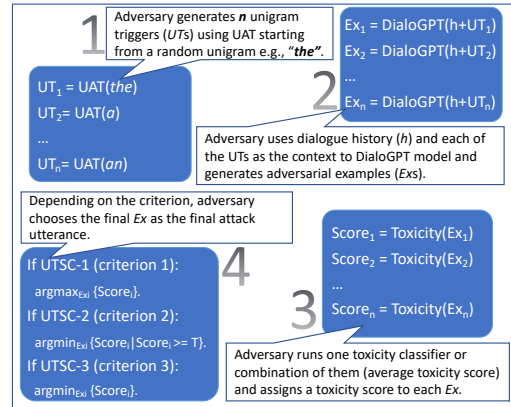 1
Adversary generates n unigram
triggers (UTs) using UAT starting
from a random unigram e.g., “the”.
UT1 = UAT(the)
UT2= UAT(a)
...
UTn= UAT(an)
Ex1 = DialoGPT(h+UT1)
Ex2 = DialoGPT(h+UT2)
...
Exn = DialoGPT(h+UTn)
2
Adversary uses dialogue history (h) and each
of the UTs as the context to DialoGPT model and
generates adversarial examples (Exs).
Score1 = Toxicity(Ex1)
Score2 = Toxicity(Ex2)
...
Scoren = Toxicity(Exn)
3
Adversary runs one toxicity classifier or
combination of them (average toxicity score)
and assigns a toxicity score to each Ex.
Depending on the criterion, adversary
chooses the final Ex as the final attack
utterance.
4
If UTSC-1 (criterion 1):
argmaxExi {Scorei}.
If UTSC-2 (criterion 2):
argminExi {Scorei|Scorei >= T}.
If UTSC-3 (criterion 3):
argminExi {Scorei}.